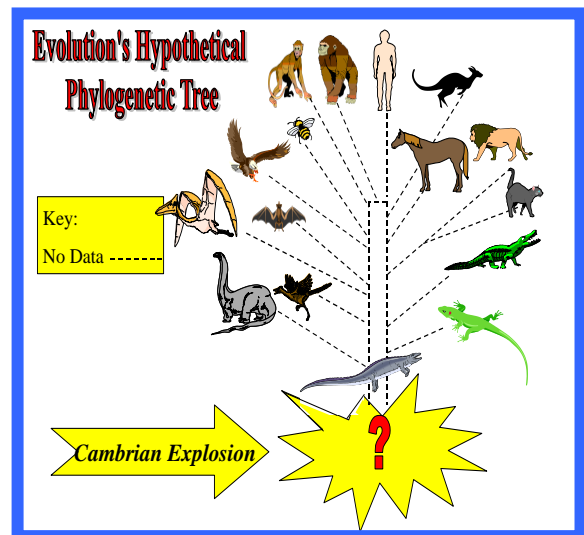 Evolution's Hypothetical
Phylogenetic Tree
Key:
No Data --------
Cambrian Explosion
?